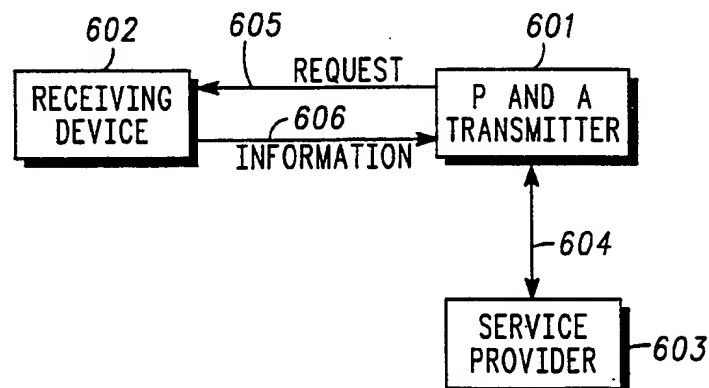 602
605
601
REQUEST
RECEIVING
DEVICE
P AND A
TRANSMITTER
606
INFORMATION
604
SERVICE
PROVIDER
603